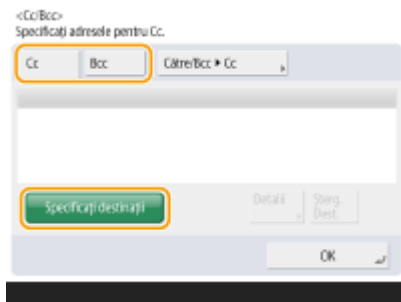 <Cc/Bcc>
Specificați adresele pentru Cc.
Cc Bcc Către/Bcc ▶ Cc
Specificați destinații
Detalii
Șterg.
Dest.
OK